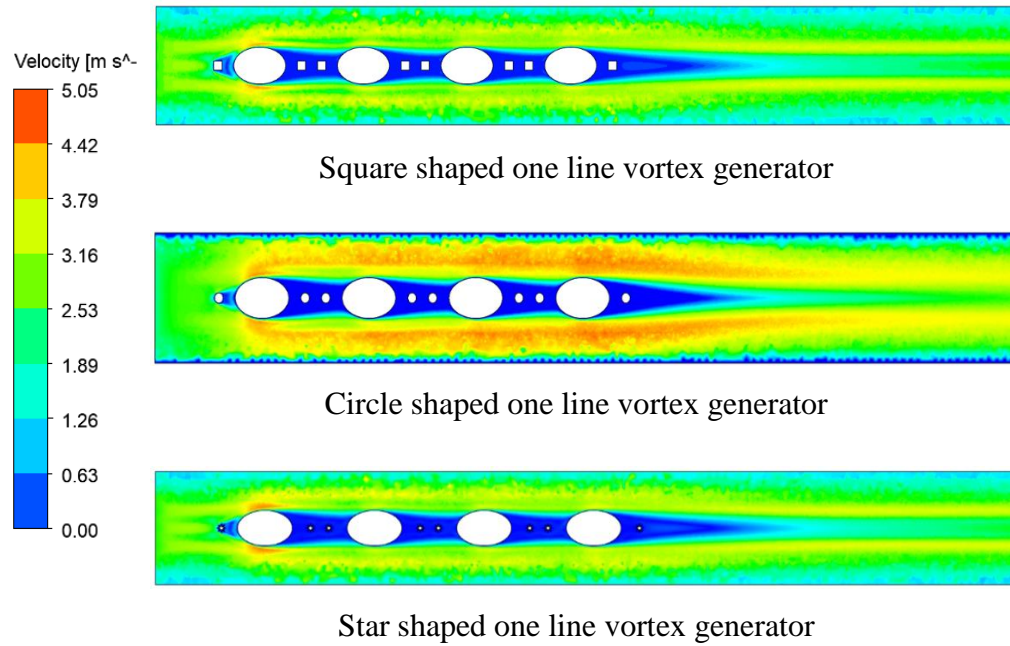 Velocity [m s^-
5.05
4.42
3.79
3.16
2.53
1.89
1.26
0.63
0.00
Square shaped one line vortex generator
Circle shaped one line vortex generator
Star shaped one line vortex generator